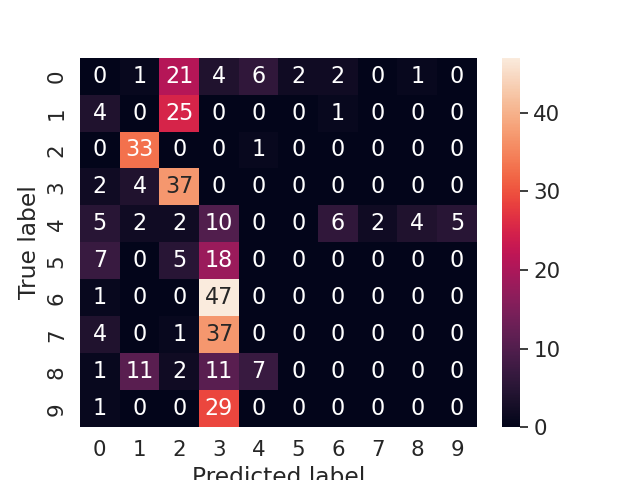 0 0 1 21 4 6 2 2 0 1 0
1 4 0 25 0 0 0 1 0 0 0
2 0 33 0 0 1 0 0 0 0 0
3 2 4 37 0 0 0 0 0 0 0
4 5 2 2 10 0 0 6 2 4 5
5 7 0 5 18 0 0 0 0 0 0
6 1 0 0 47 0 0 0 0 0 0
7 4 0 1 37 0 0 0 0 0 0
8 1 11 2 11 7 0 0 0 0 0
9 1 0 0 29 0 0 0 0 0 0
0 1 2 3 4 5 6 7 8 9
True label
Predicted label
40
30
20
10
0